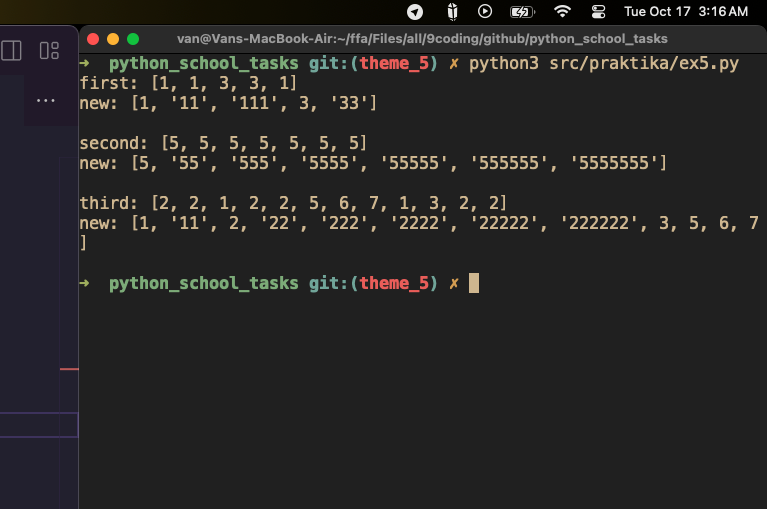 Tue Oct 17 3:16 AM
van@Vans-MacBook-Air:~/ffa/Files/all/9coding/github/python_school_tasks
→ python_school_tasks git:(theme_5) ✗ python3 src/praktika/ex5.py
first: [1, 1, 3, 3, 1]
new: [1, '11', '111', 3, '33']
second: [5, 5, 5, 5, 5, 5, 5]
new: [5, '55', '555', '5555', '55555', '555555', '5555555']
third: [2, 2, 1, 2, 2, 5, 6, 7, 1, 3, 2, 2]
new: [1, '11', 2, '22', '222', '2222', '22222', '222222', 3, 5, 6, 7
]
→ python_school_tasks git:(theme_5) ✗